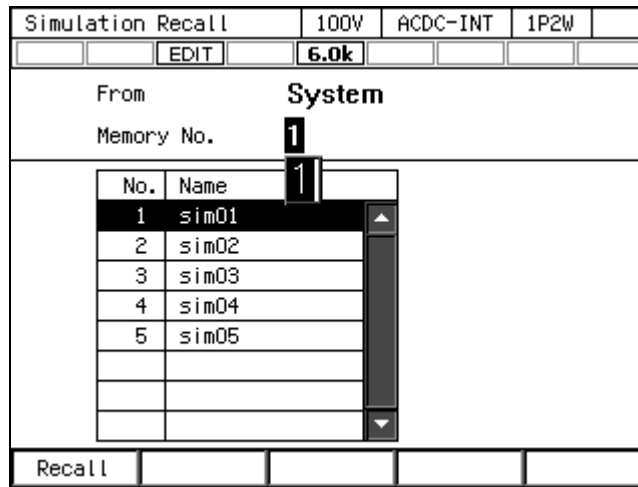 Simulation Recall 100V ACDC-INT 1P2W
EDIT 6.0k
From System
Memory No. 1
1
No. Name
1 sim01
2 sim02
3 sim03
4 sim04
5 sim05
Recall